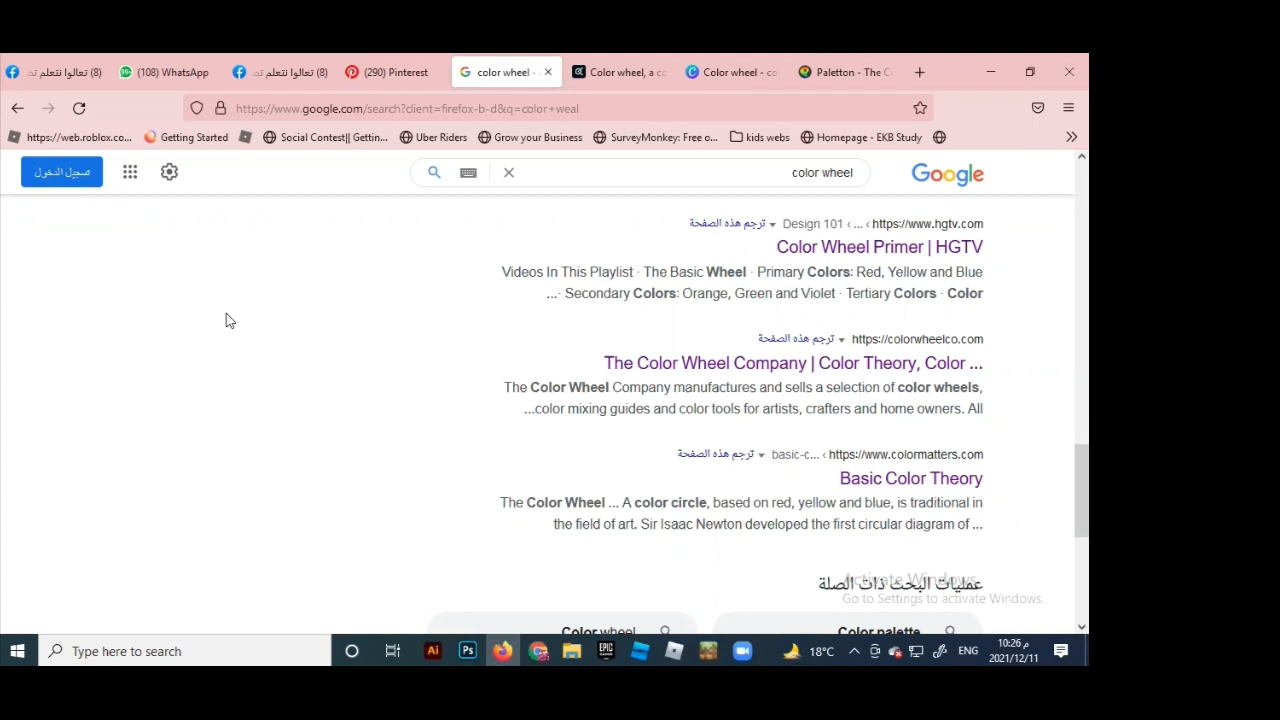 (8) تعالوا نتعلم تص
(108) WhatsApp
(8) تعالوا نتعلم تص
(290) Pinterest
color wheel -
Color wheel, a co
Color wheel - co
Paletton - The C
https://www.google.com/search?client=firefox-b-d&q=color+weal
https://web.roblox.co...
Getting Started
Social Contest|| Gettin...
Uber Riders
Grow your Business
SurveyMonkey: Free o...
kids webs
Homepage - EKB Study
تسجيل الدخول
color wheel
Google
https://www.hgtv.com › ... › Design 101 ترجم هذه الصفحة
Color Wheel Primer | HGTV
Videos In This Playlist · The Basic Wheel · Primary Colors: Red, Yellow and Blue
... · Secondary Colors: Orange, Green and Violet · Tertiary Colors · Color
https://colorwheelco.com ترجم هذه الصفحة
The Color Wheel Company | Color Theory, Color ...
The Color Wheel Company manufactures and sells a selection of color wheels,
...color mixing guides and color tools for artists, crafters and home owners. All
https://www.colormatters.com › basic-c... ترجم هذه الصفحة
Basic Color Theory
The Color Wheel ... A color circle, based on red, yellow and blue, is traditional in
the field of art. Sir Isaac Newton developed the first circular diagram of ...
عمليات البحث ذات الصلة
Activate Windows
Go to Settings to activate Windows.
Color wheel
Color palette
Type here to search
Ai
Ps
EPIC
18°C
ENG
10:26 م
2021/12/11